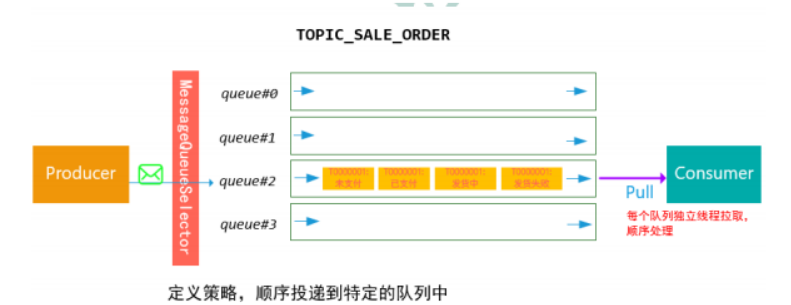 TOPIC_SALE_ORDER
MessageQueueSelector
queue#0
queue#1
Producer
queue#2
T0000001:
未支付
T0000001:
已支付
T0000001:
发货中
T0000001:
发货失败
Consumer
Pull
每个队列独立线程拉取，
顺序处理
queue#3
定义策略，顺序投递到特定的队列中